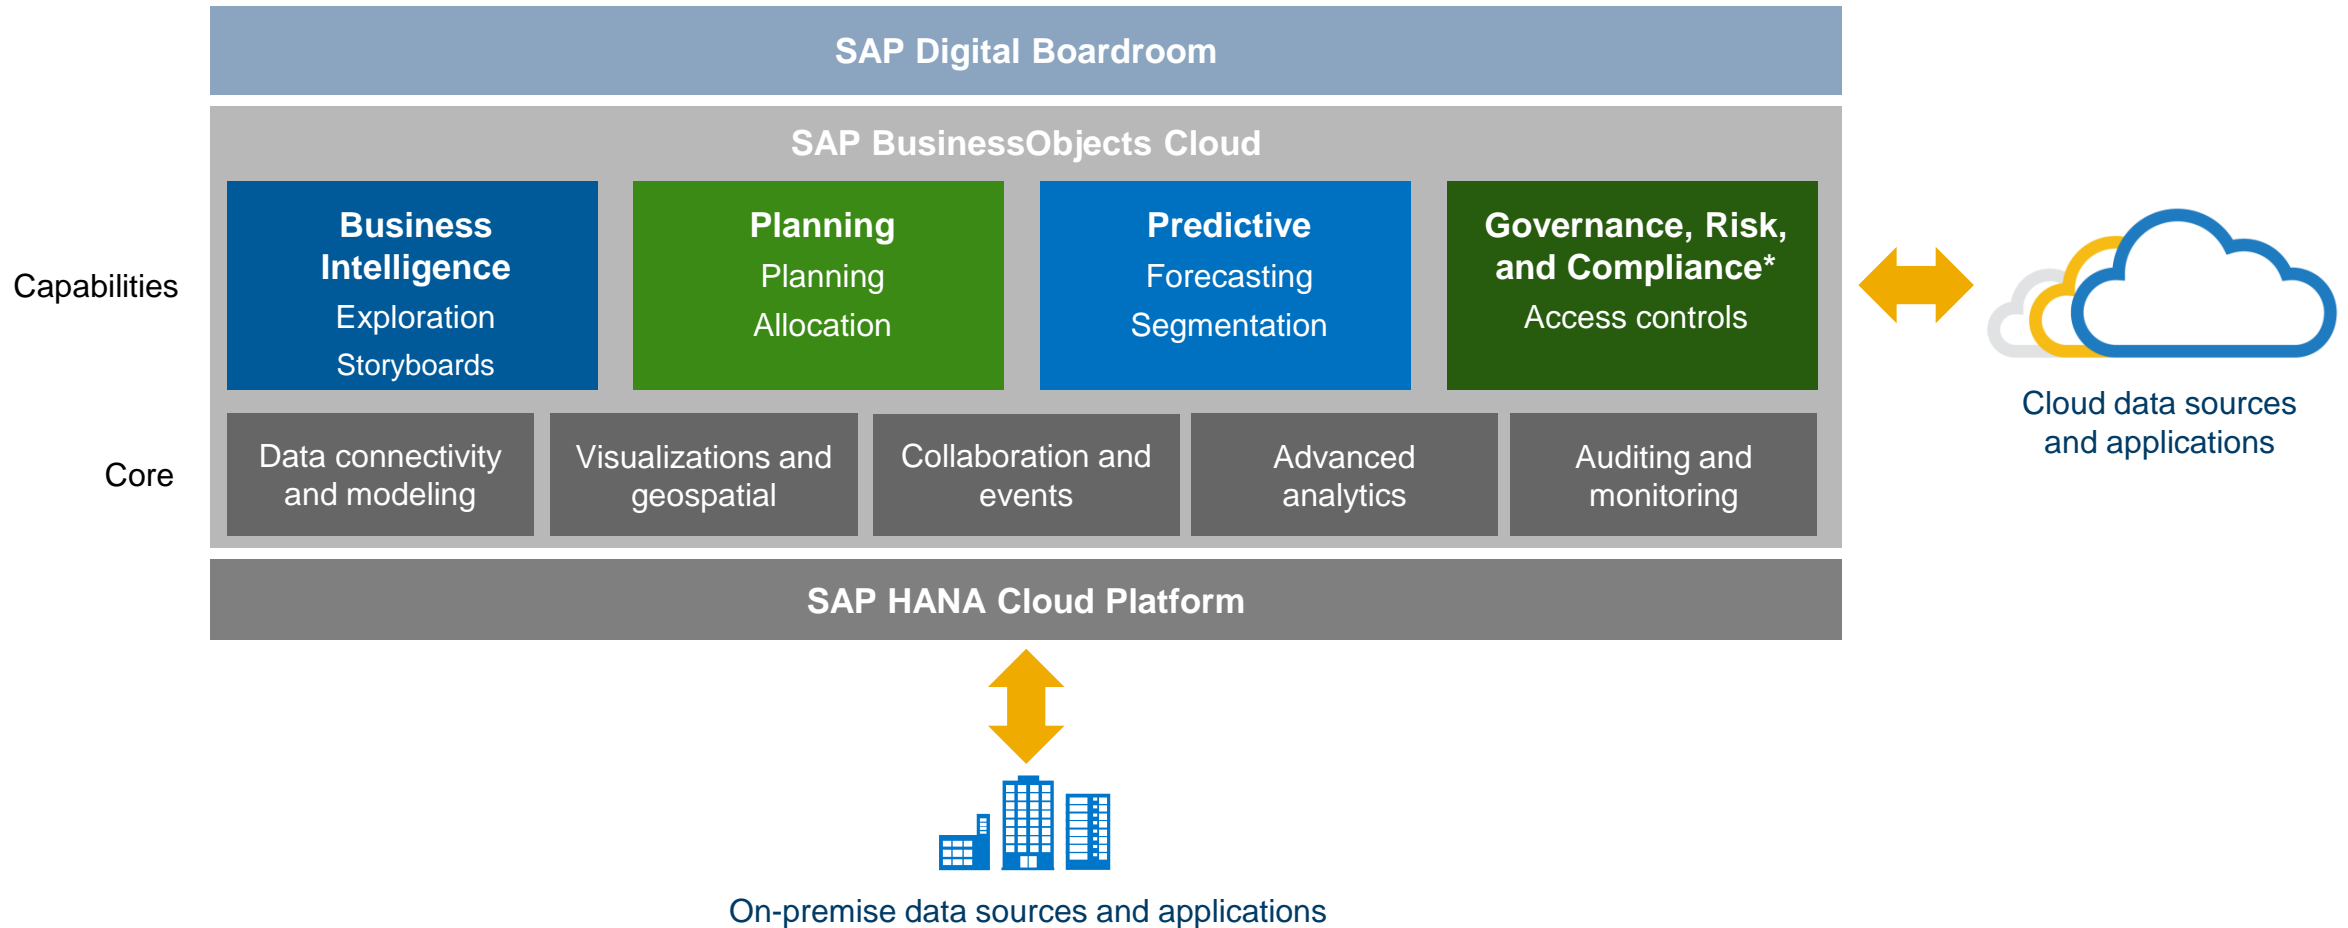 SAP Digital Boardroom
SAP BusinessObjects Cloud
Capabilities
Business
Intelligence
Exploration
Storyboards
Planning
Planning
Allocation
Predictive
Forecasting
Segmentation
Governance, Risk,
and Compliance*
Access controls
Cloud data sources
and applications
Core
Data connectivity
and modeling
Visualizations and
geospatial
Collaboration and
events
Advanced
analytics
Auditing and
monitoring
SAP HANA Cloud Platform
On-premise data sources and applications